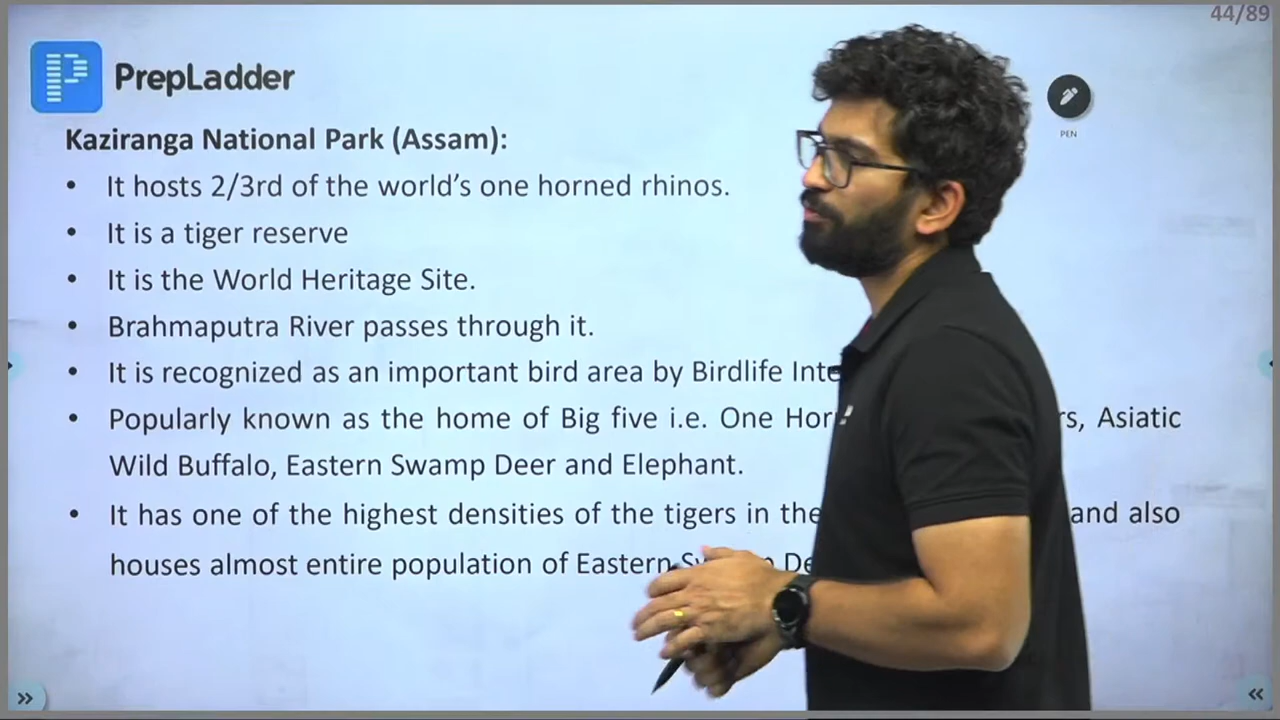 44/89
PrepLadder
PEN
Kaziranga National Park (Assam):
• It hosts 2/3rd of the world’s one horned rhinos.
• It is a tiger reserve
• It is the World Heritage Site.
• Brahmaputra River passes through it.
• It is recognized as an important bird area by Birdlife
• Popularly known as the home of Big five i.e. One Asiatic
Wild Buffalo, Eastern Swamp Deer and Elephant.
• It has one of the highest densities of the tigers in and also
houses almost entire population of Eastern